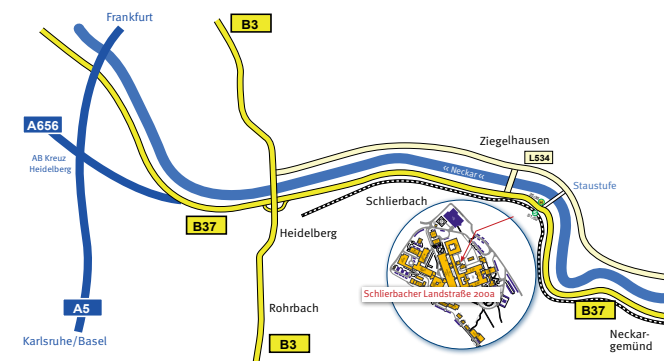 Frankfurt
B3
A656
AB Kreuz
Heidelberg
Ziegelhausen
L534
‹‹ Neckar ‹‹
Staustufe
Schlierbach
B37
Heidelberg
Schlierbacher Landstraße 200a
A5
Rohrbach
B37
Karlsruhe/Basel
B3
Neckar-
gemünd